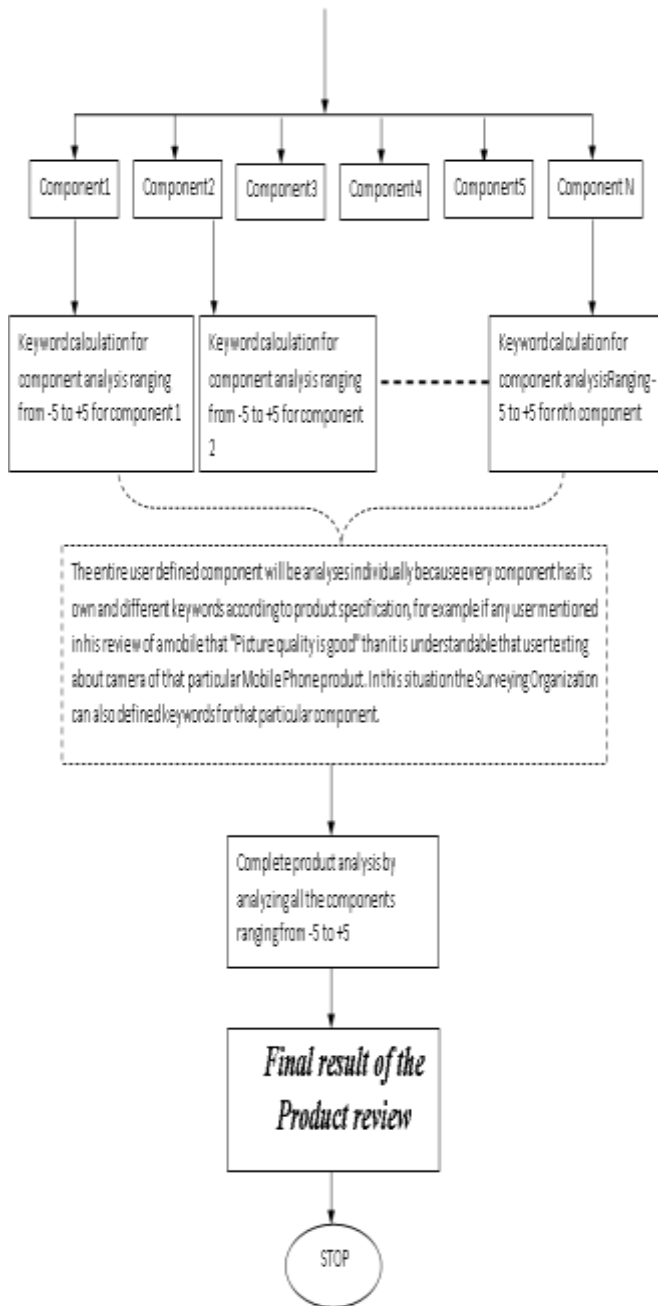 Component1
Component2
Component3
Component4
Component5
Component N
Keyword calculation for
component analysis ranging
from -5 to +5 for component 1
Keyword calculation for
component analysis ranging
from -5 to +5 for component
2
Keyword calculation for
component analysisRanging-
5 to +5 for nth component
The entire user defined component will be analyses individually because every component has its
own and different keywords according to product specification, for example if any user mentioned
in his review of a mobile that "Picture quality is good" than it is understandable that user texting
about camera of that particular Mobile Phone product. In this situation the Surveying Organization
can also defined keywords for that particular component.
Complete product analysis by
analyzing all the components
ranging from -5 to +5
Final result of the
Product review
STOP